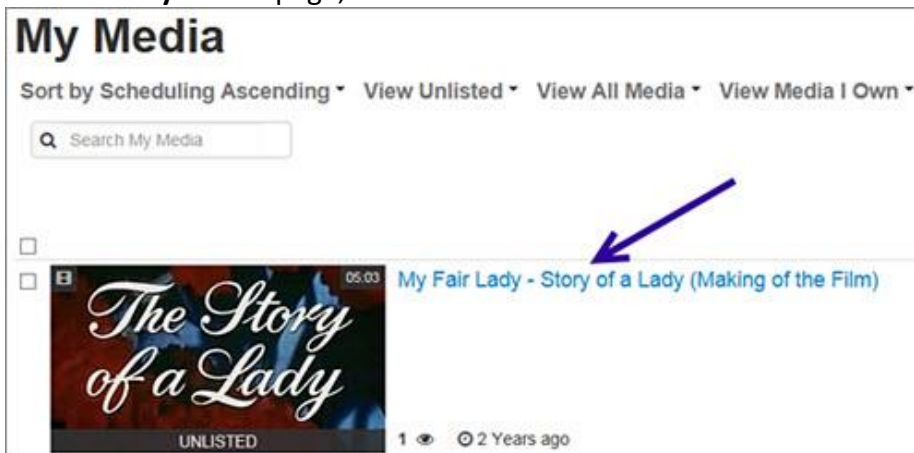 My Media
Sort by Scheduling Ascending View Unlisted View All Media View Media I Own
Search My Media
05:03
My Fair Lady - Story of a Lady (Making of the Film)
The Story
of a Lady
UNLISTED
1 2 Years ago